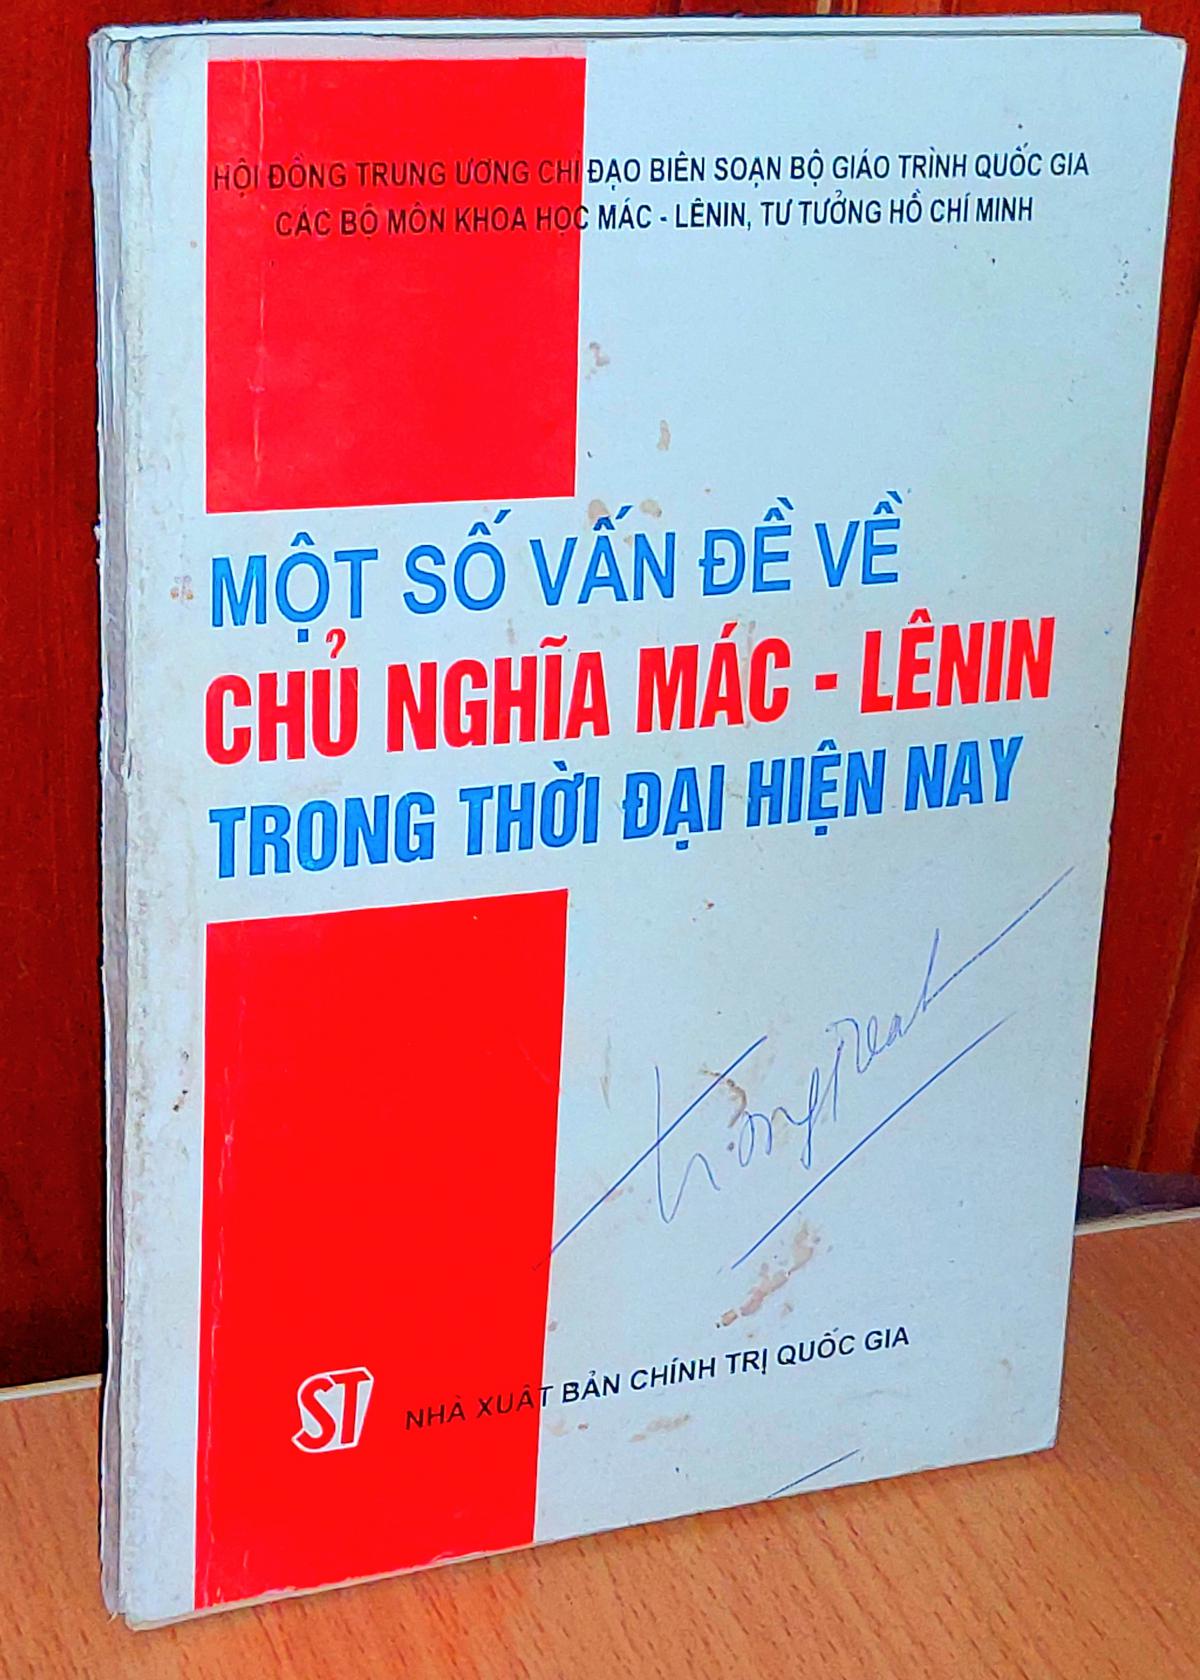 HỘI ĐỒNG TRUNG ƯƠNG CHỈ ĐẠO BIÊN SOẠN BỘ GIÁO TRÌNH QUỐC GIA
CÁC BỘ MÔN KHOA HỌC MÁC - LÊNIN, TƯ TƯỞNG HỒ CHÍ MINH
MỘT SỐ VẤN ĐỀ VỀ
CHỦ NGHĨA MÁC - LÊNIN
TRONG THỜI ĐẠI HIỆN NAY
ST NHÀ XUẤT BẢN CHÍNH TRỊ QUỐC GIA